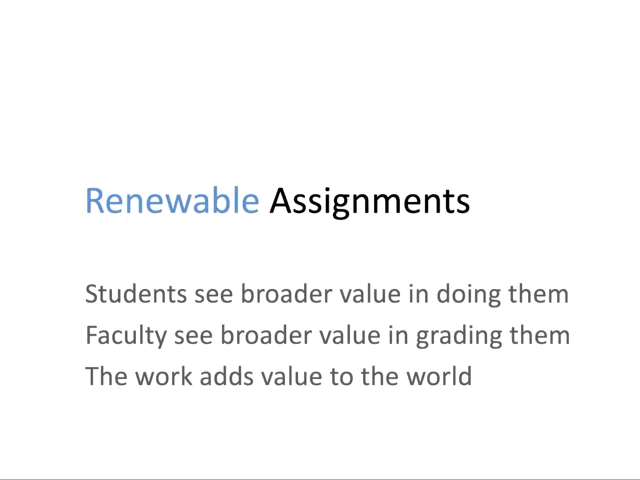 Renewable Assignments
Students see broader value in doing them
Faculty see broader value in grading them
The work adds value to the world